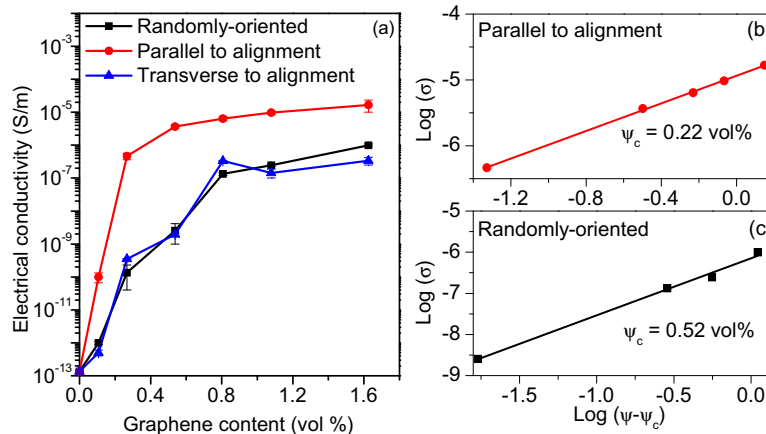 Randomly-oriented
Parallel to alignment
Transverse to alignment
(a)
Electrical conductivity (S/m)
10⁻³
10⁻⁵
10⁻⁷
10⁻⁹
10⁻¹¹
10⁻¹³
0.0 0.4 0.8 1.2 1.6
Graphene content (vol %)
Parallel to alignment
(b)
Log (σ)
-4
-5
-6
ψc = 0.22 vol%
-1.2 -0.8 -0.4 0.0
Randomly-oriented
(c)
Log (σ)
-5
-6
-7
-8
-9
ψc = 0.52 vol%
-1.5 -1.0 -0.5 0.0
Log (ψ-ψc)